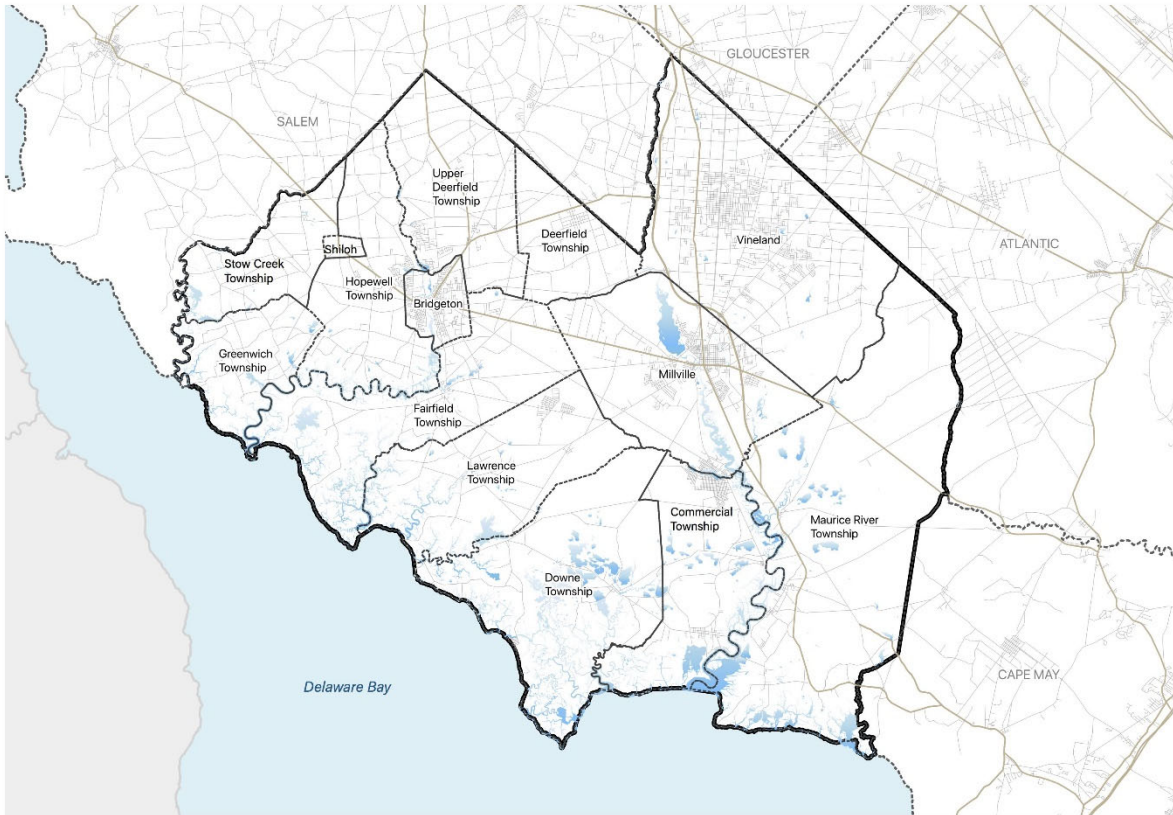 GLOUCESTER
SALEM
Upper
Deerfield
Township
Deerfield
Township
Vineland
ATLANTIC
Shiloh
Stow Creek
Township
Hopewell
Township
Bridgeton
Greenwich
Township
Millville
Fairfield
Township
Lawrence
Township
Commercial
Township
Maurice River
Township
Downe
Township
CAPE MAY
Delaware Bay